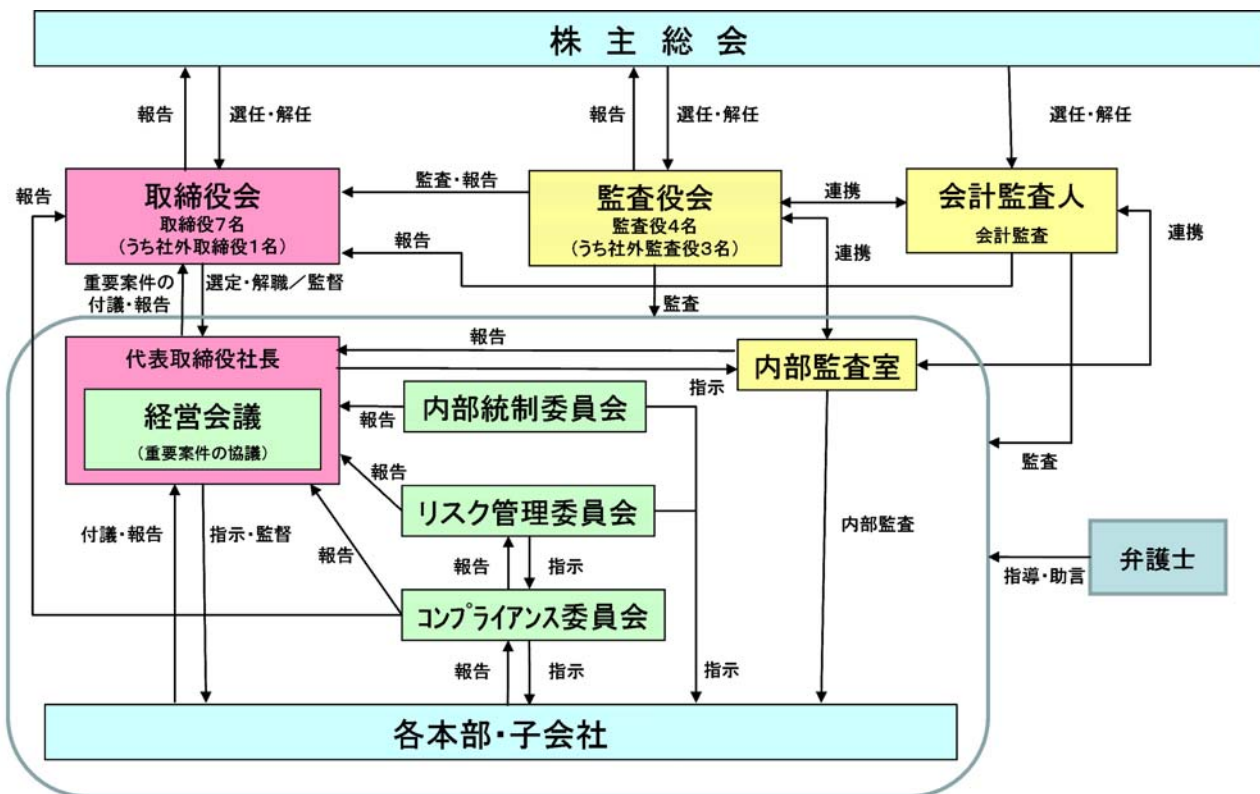 株主総会
報告
選任・解任
報告
選任・解任
選任・解任
報告
取締役会
取締役7名
(うち社外取締役1名)
監査・報告
監査役会
監査役4名
(うち社外監査役3名)
連携
会計監査人
会計監査
連携
報告
連携
重要案件の
付議・報告
選定・解職/監督
監査
代表取締役社長
経営会議
(重要案件の協議)
報告
指示
内部監査室
報告
内部統制委員会
監査
報告
リスク管理委員会
付議・報告
指示・監督
内部監査
報告
報告
指示
弁護士
指導・助言
コンプライアンス委員会
報告
指示
指示
各本部・子会社